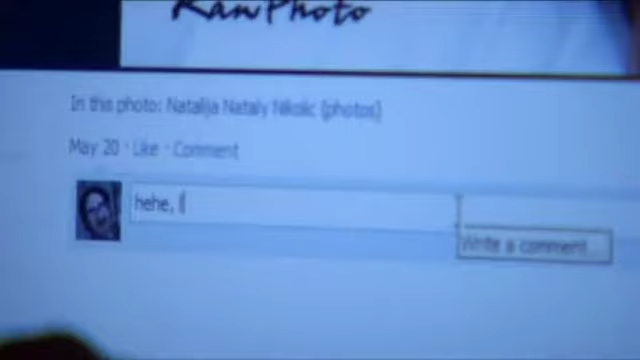 RawPhoto
In this photo: Natalija Nataly Nikolic (photos)
May 20 · Like · Comment
hehe,
Write a comment...